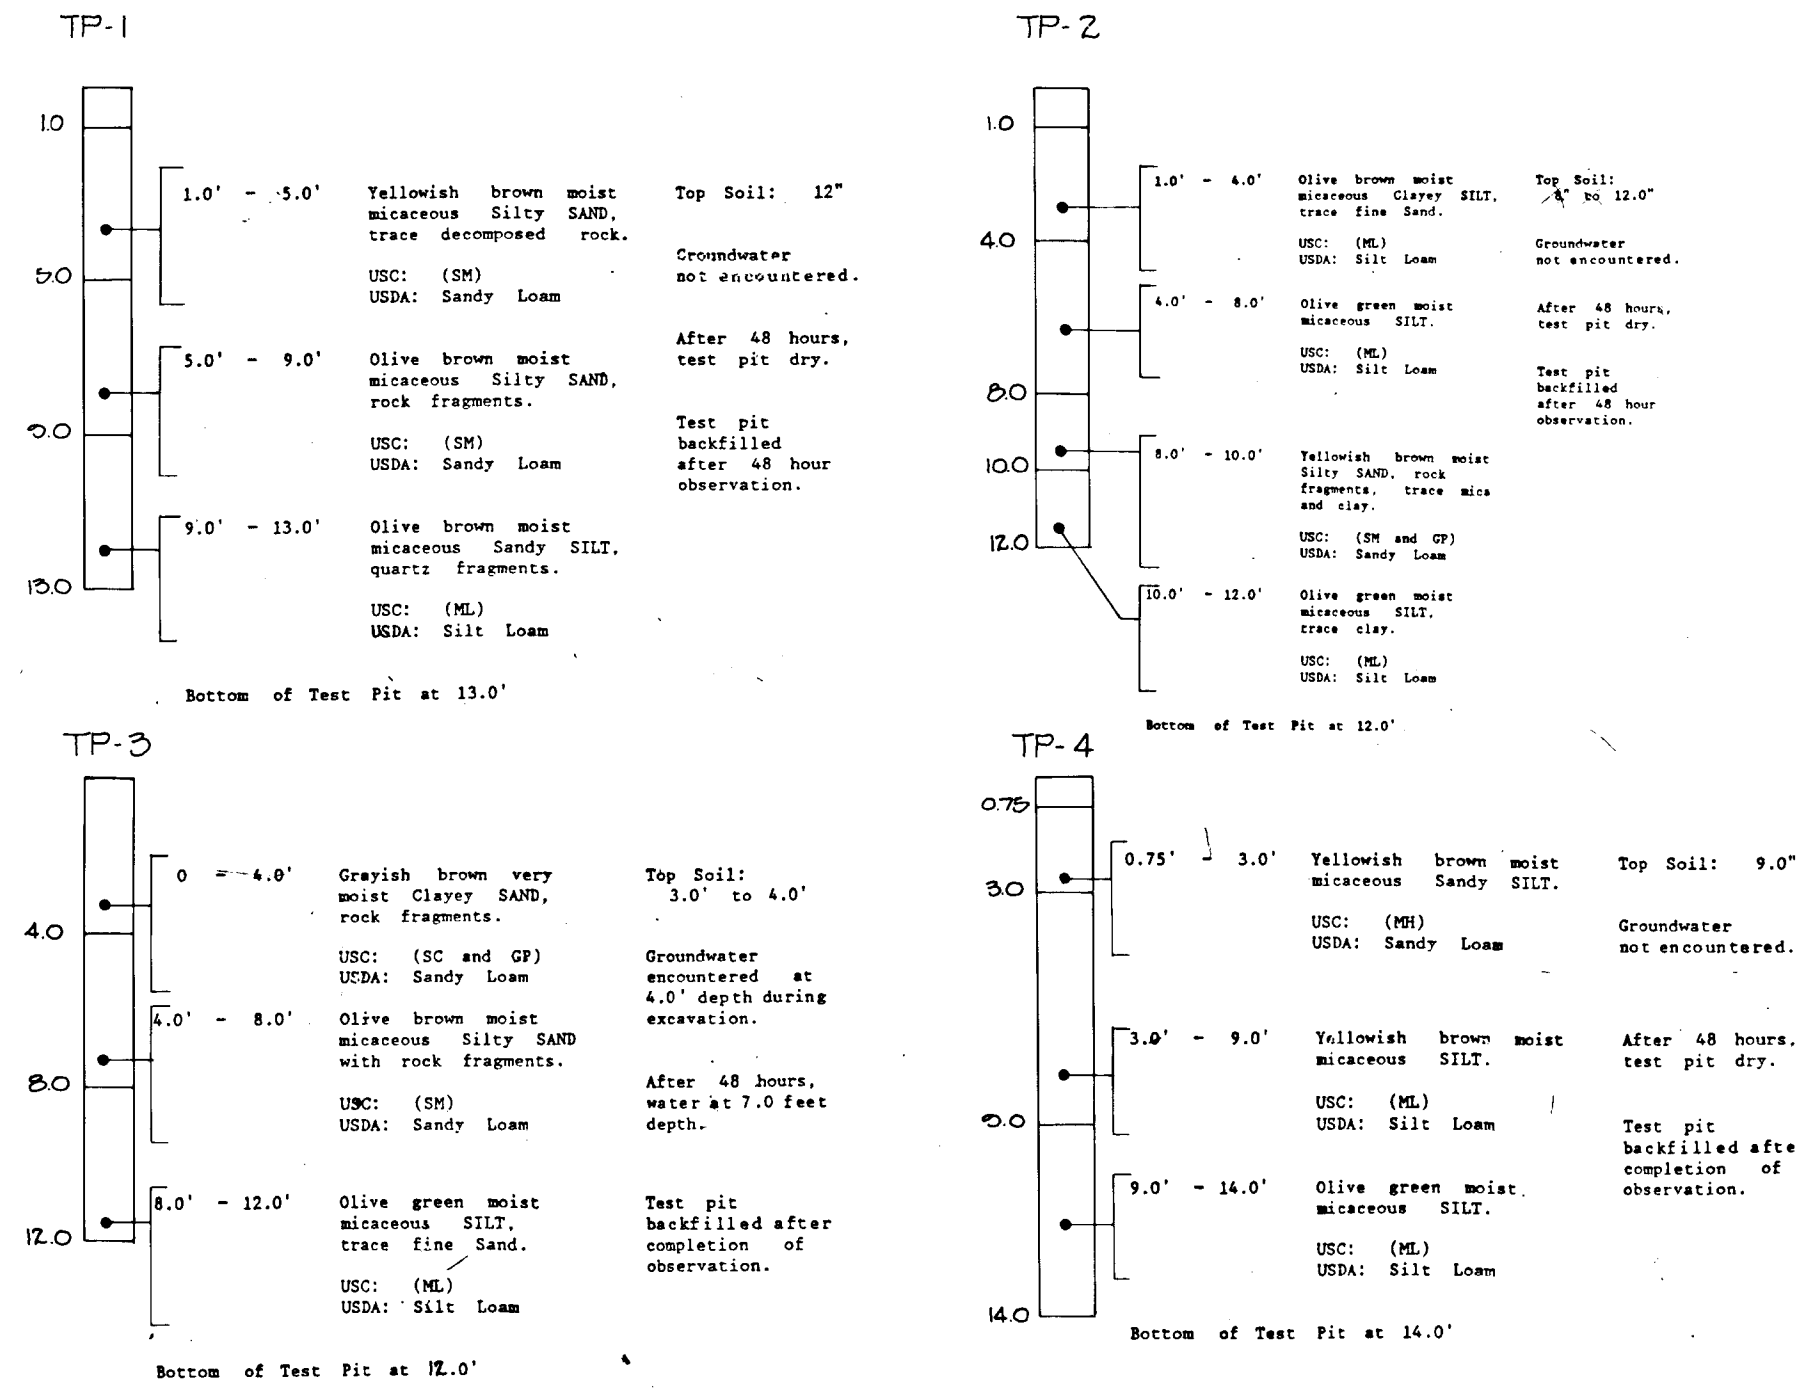 TP-1
1.0
5.0
9.0
13.0
1.0' - 5.0'
Yellowish brown moist
micaceous Silty SAND,
trace decomposed rock.
USC: (SM)
USDA: Sandy Loam
5.0' - 9.0'
Olive brown moist
micaceous Silty SAND,
rock fragments.
USC: (SM)
USDA: Sandy Loam
9.0' - 13.0'
Olive brown moist
micaceous Sandy SILT,
quartz fragments.
USC: (ML)
USDA: Silt Loam
Top Soil: 12"
Groundwater
not encountered.
After 48 hours,
test pit dry.
Test pit
backfilled
after 48 hour
observation.
Bottom of Test Pit at 13.0'
TP-2
1.0
4.0
8.0
10.0
12.0
1.0' - 4.0'
Olive brown moist
micaceous Clayey SILT,
trace fine Sand.
USC: (ML)
USDA: Silt Loam
4.0' - 8.0'
Olive green moist
micaceous SILT.
USC: (ML)
USDA: Silt Loam
8.0' - 10.0'
Yellowish brown moist
Silty SAND, rock
fragments, trace mica
and clay.
USC: (SM and GP)
USDA: Sandy Loam
10.0' - 12.0'
Olive green moist
micaceous SILT,
trace clay.
USC: (ML)
USDA: Silt Loam
Top Soil:
to 12.0"
Groundwater
not encountered.
After 48 hours,
test pit dry.
Test pit
backfilled
after 48 hour
observation.
Bottom of Test Pit at 12.0'
TP-3
4.0
8.0
12.0
0 - 4.0'
Grayish brown very
moist Clayey SAND,
rock fragments.
USC: (SC and GP)
USDA: Sandy Loam
4.0' - 8.0'
Olive brown moist
micaceous Silty SAND
with rock fragments.
USC: (SM)
USDA: Sandy Loam
8.0' - 12.0'
Olive green moist
micaceous SILT,
trace fine Sand.
USC: (ML)
USDA: Silt Loam
Top Soil:
3.0' to 4.0'
Groundwater
encountered at
4.0' depth during
excavation.
After 48 hours,
water at 7.0 feet
depth.
Test pit
backfilled after
completion of
observation.
Bottom of Test Pit at 12.0'
TP-4
0.75
3.0
9.0
14.0
0.75' - 3.0'
Yellowish brown moist
micaceous Sandy SILT.
USC: (MH)
USDA: Sandy Loam
3.0' - 9.0'
Yellowish brown moist
micaceous SILT.
USC: (ML)
USDA: Silt Loam
9.0' - 14.0'
Olive green moist
micaceous SILT.
USC: (ML)
USDA: Silt Loam
Top Soil: 9.0"
Groundwater
not encountered.
After 48 hours,
test pit dry.
Test pit
backfilled afte
completion of
observation.
Bottom of Test Pit at 14.0'